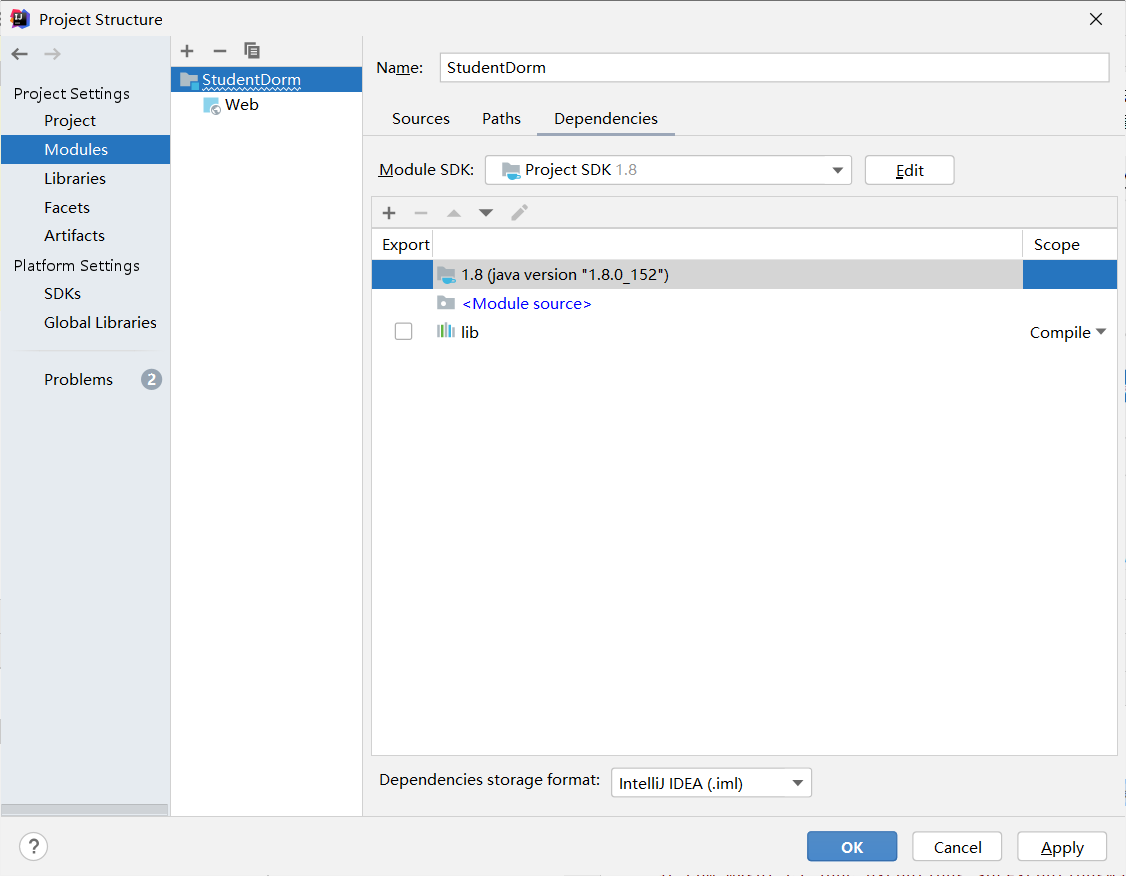 Project Structure
Project Settings
Project
Modules
Libraries
Facets
Artifacts
Platform Settings
SDKs
Global Libraries
Problems 2
StudentDorm
Web
Name: StudentDorm
Sources Paths Dependencies
Module SDK: Project SDK 1.8 Edit
Export Scope
1.8 (java version "1.8.0_152")
<Module source>
lib Compile
Dependencies storage format: IntelliJ IDEA (.iml)
? OK Cancel Apply